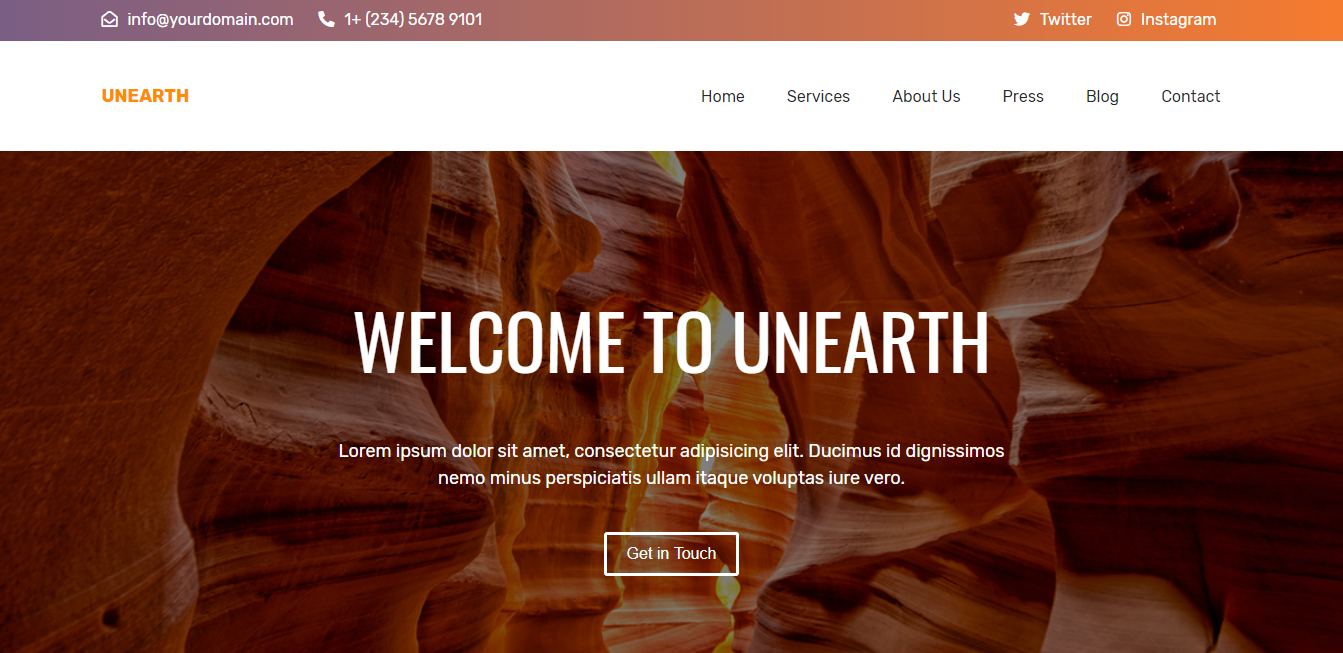 info@yourdomain.com 1+ (234) 5678 9101 Twitter Instagram
UNEARTH Home Services About Us Press Blog Contact
WELCOME TO UNEARTH
Lorem ipsum dolor sit amet, consectetur adipisicing elit. Ducimus id dignissimos
nemo minus perspiciatis ullam itaque voluptas iure vero.
Get in Touch